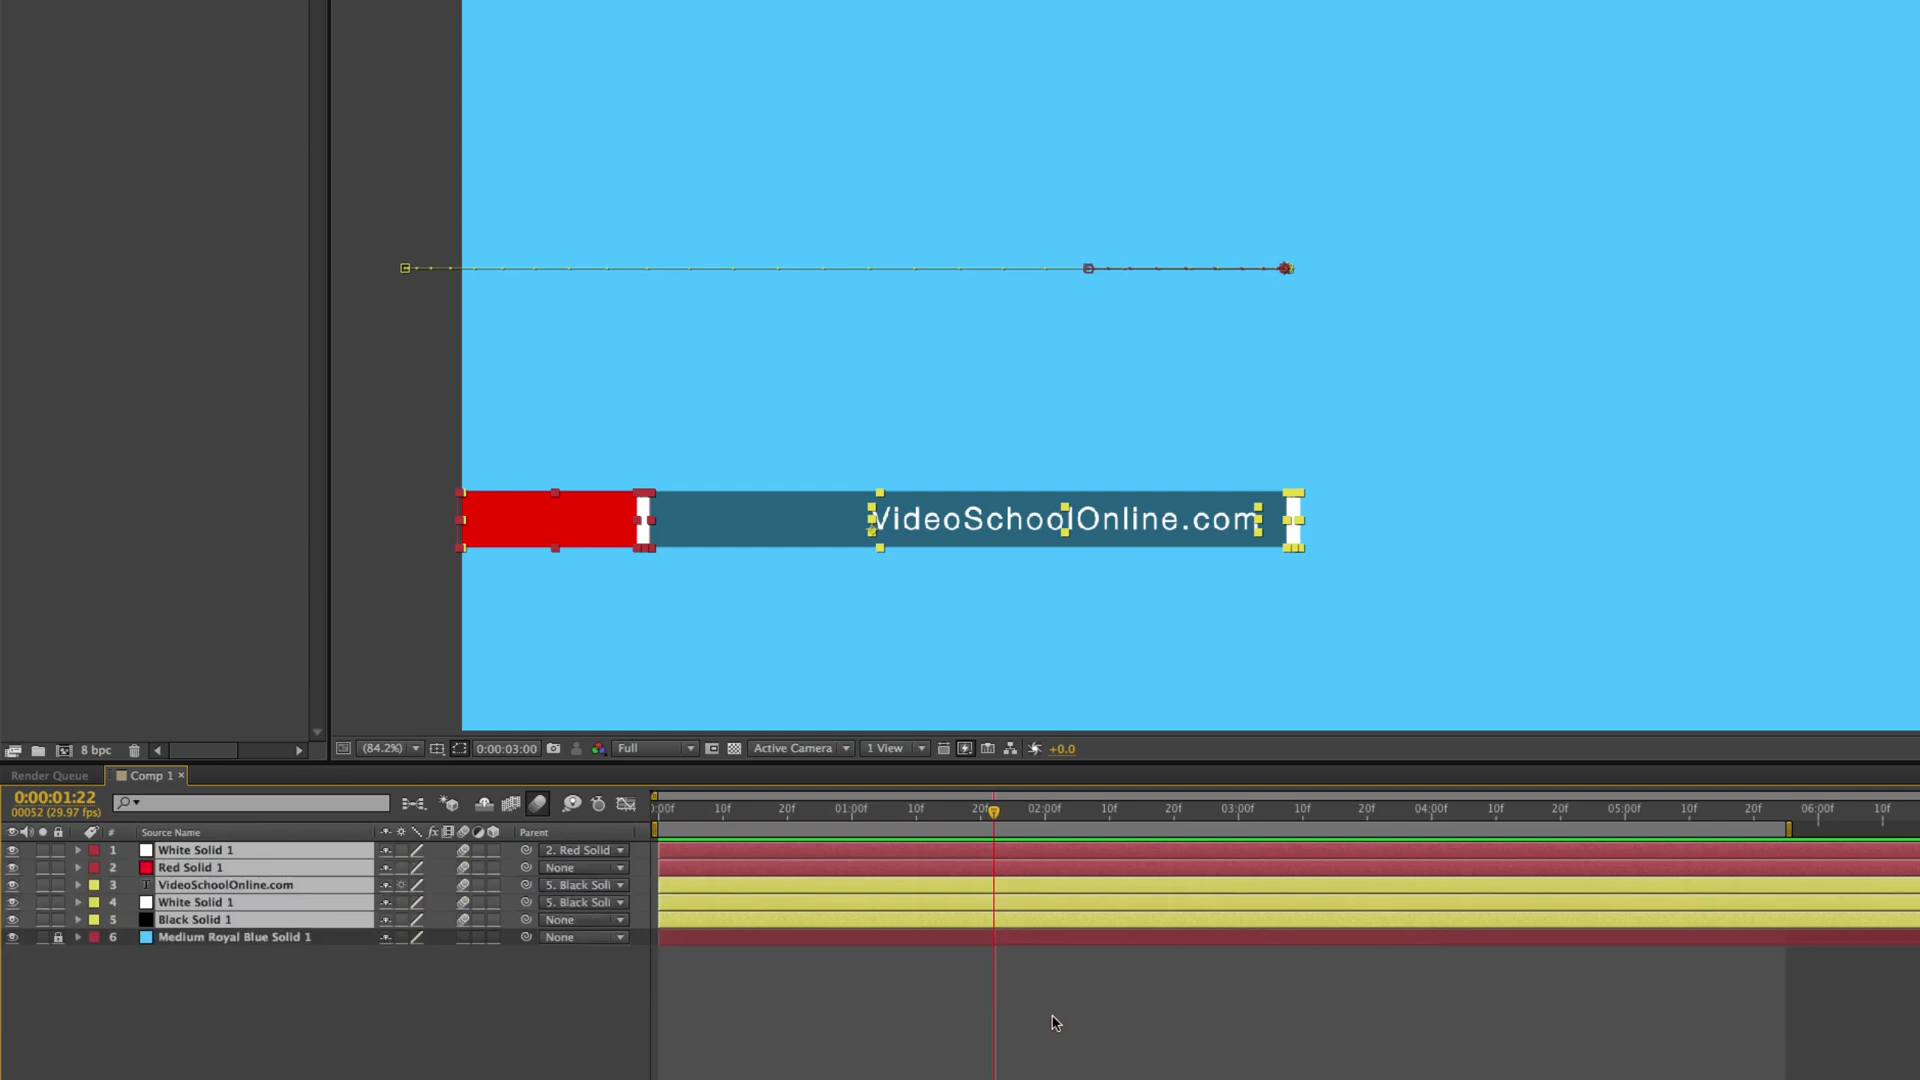 VideoSchoolOnline.com
8 bpc
(84.2%)
0:00:03:00
Full
Active Camera
1 View
+0.0
Render Queue
Comp 1
0:00:01:22
00052 (29.97 fps)
:00f 10f 20f 01:00f 10f 20f 02:00f 10f 20f 03:00f 10f 20f 04:00f 10f 20f 05:00f 10f 20f 06:00f 10f
# Source Name fx Parent
1 White Solid 1 2. Red Solid
2 Red Solid 1 None
3 T VideoSchoolOnline.com 5. Black Soli
4 White Solid 1 5. Black Soli
5 Black Solid 1 None
6 Medium Royal Blue Solid 1 None